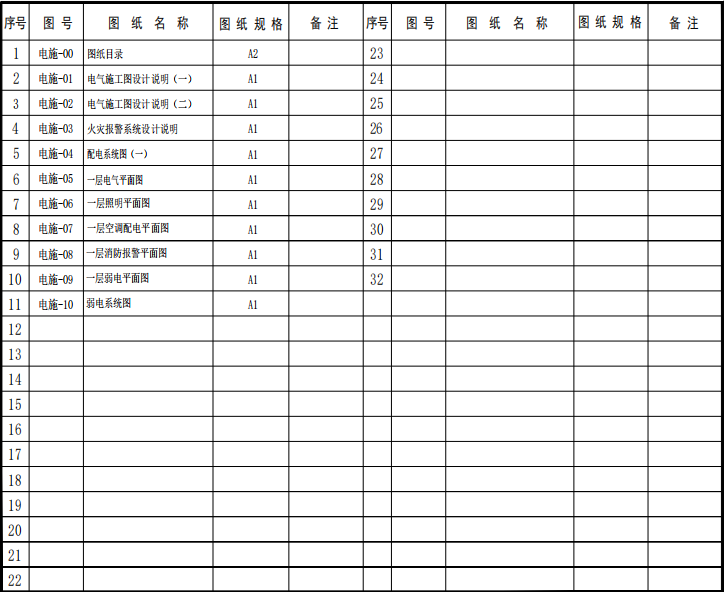 序号 图号 图纸名称 图纸规格 备注 序号 图号 图纸名称 图纸规格 备注
1 电施-00 图纸目录 A2 23
2 电施-01 电气施工图设计说明（一） A1 24
3 电施-02 电气施工图设计说明（二） A1 25
4 电施-03 火灾报警系统设计说明 A1 26
5 电施-04 配电系统图（一） A1 27
6 电施-05 一层电气平面图 A1 28
7 电施-06 一层照明平面图 A1 29
8 电施-07 一层空调配电平面图 A1 30
9 电施-08 一层消防报警平面图 A1 31
10 电施-09 一层弱电平面图 A1 32
11 电施-10 弱电系统图 A1
12
13
14
15
16
17
18
19
20
21
22